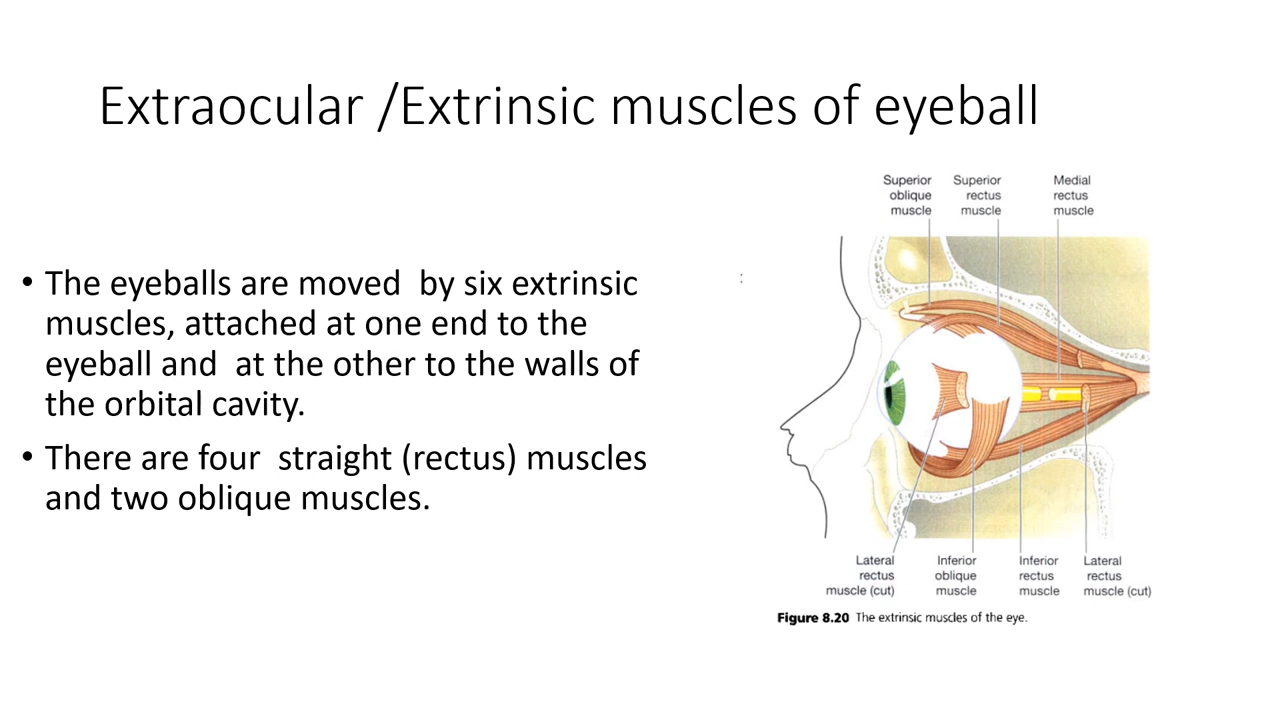 Extraocular /Extrinsic muscles of eyeball
• The eyeballs are moved  by six extrinsic
muscles, attached at one end to the
eyeball and  at the other to the walls of
the orbital cavity.
• There are four  straight (rectus) muscles
and two oblique muscles.
:
Superior
oblique
muscle
Superior
rectus
muscle
Medial
rectus
muscle
Lateral
rectus
muscle (cut)
Inferior
oblique
muscle
Inferior
rectus
muscle
Lateral
rectus
muscle (cut)
Figure 8.20 The extrinsic muscles of the eye.